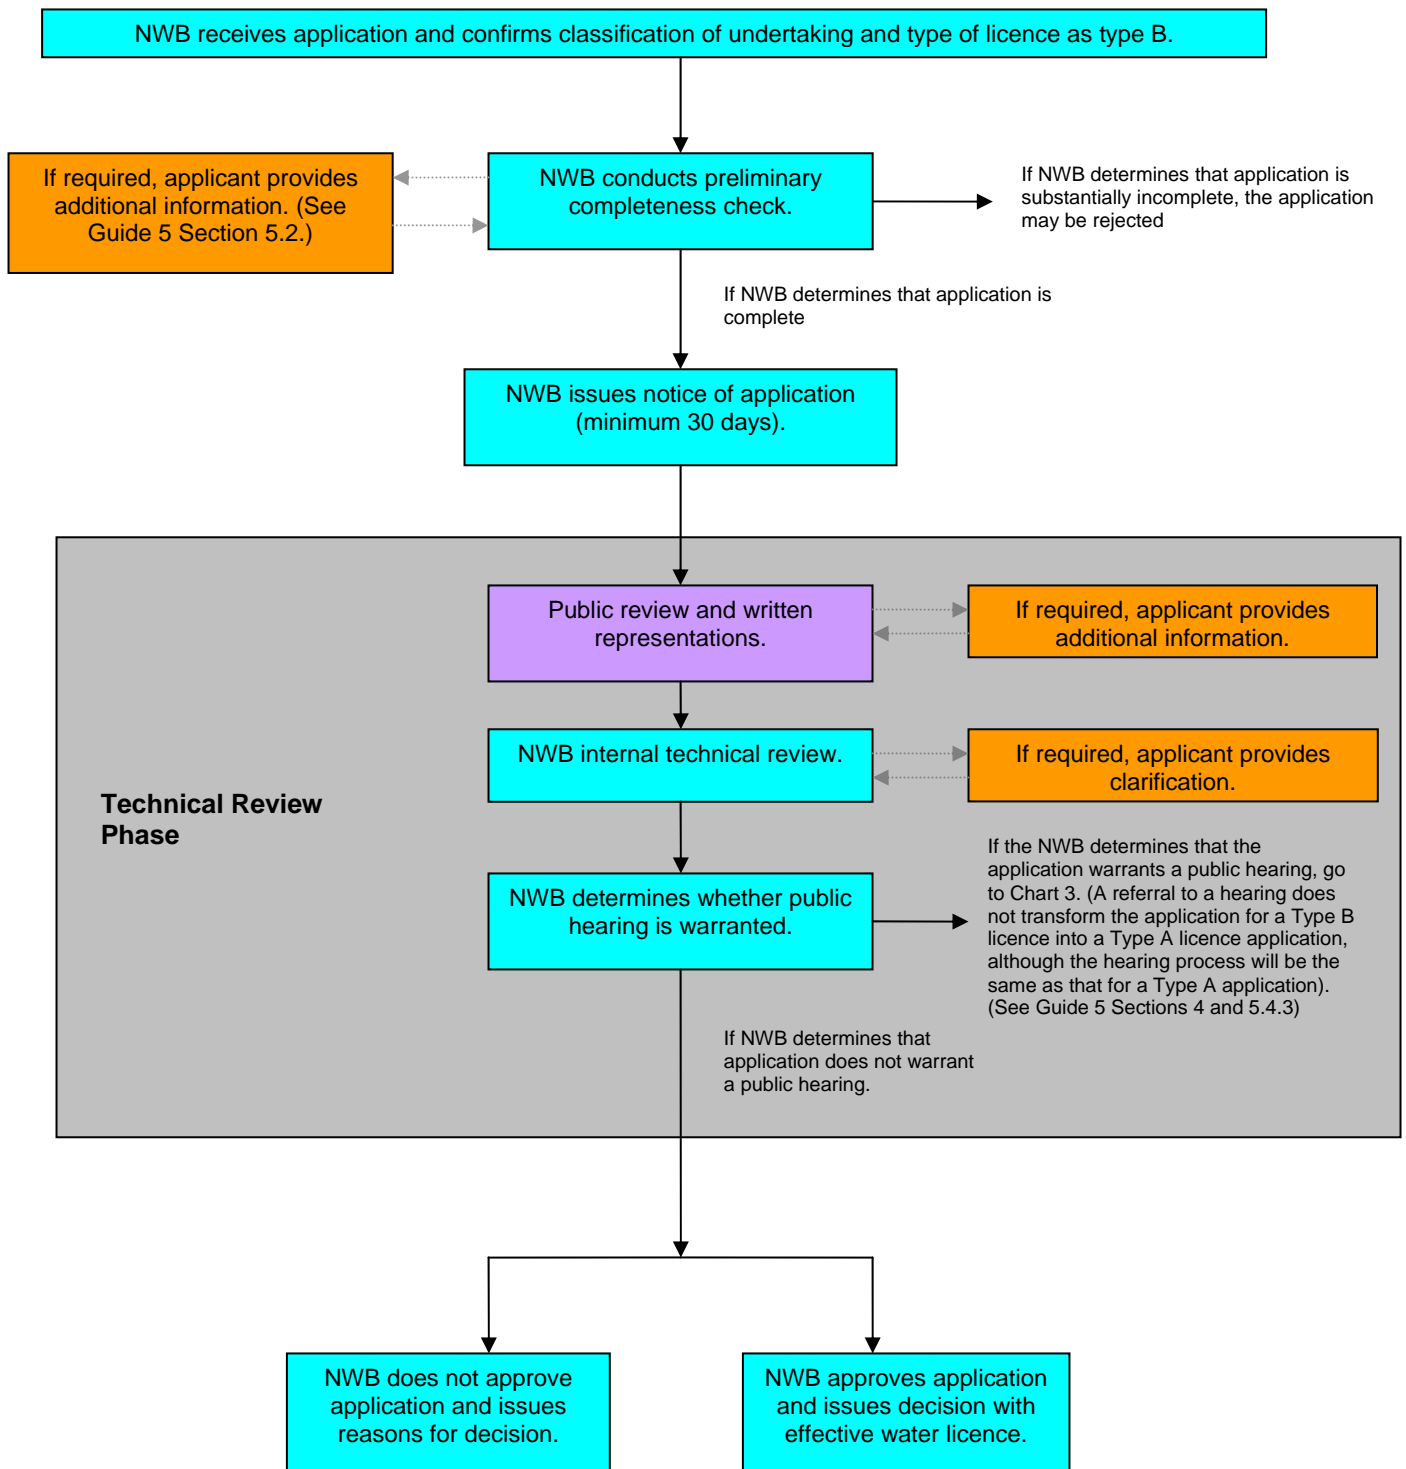 NWB receives application and confirms classification of undertaking and type of licence as type B.
If required, applicant provides
additional information. (See
Guide 5 Section 5.2.)
NWB conducts preliminary
completeness check.
If NWB determines that application is
substantially incomplete, the application
may be rejected
If NWB determines that application is
complete
NWB issues notice of application
(minimum 30 days).
Public review and written
representations.
If required, applicant provides
additional information.
NWB internal technical review.
If required, applicant provides
clarification.
Technical Review
Phase
NWB determines whether public
hearing is warranted.
If the NWB determines that the
application warrants a public hearing, go
to Chart 3. (A referral to a hearing does
not transform the application for a Type B
licence into a Type A licence application,
although the hearing process will be the
same as that for a Type A application).
(See Guide 5 Sections 4 and 5.4.3)
If NWB determines that
application does not warrant
a public hearing.
NWB does not approve
application and issues
reasons for decision.
NWB approves application
and issues decision with
effective water licence.